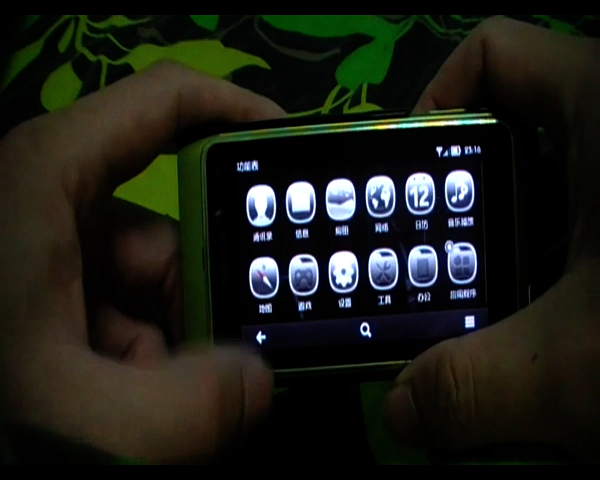 功能表
23:16
通讯录 信息 相册 网络 12 日历 音乐播放
地图 游戏 设置 工具 办公 应用程序